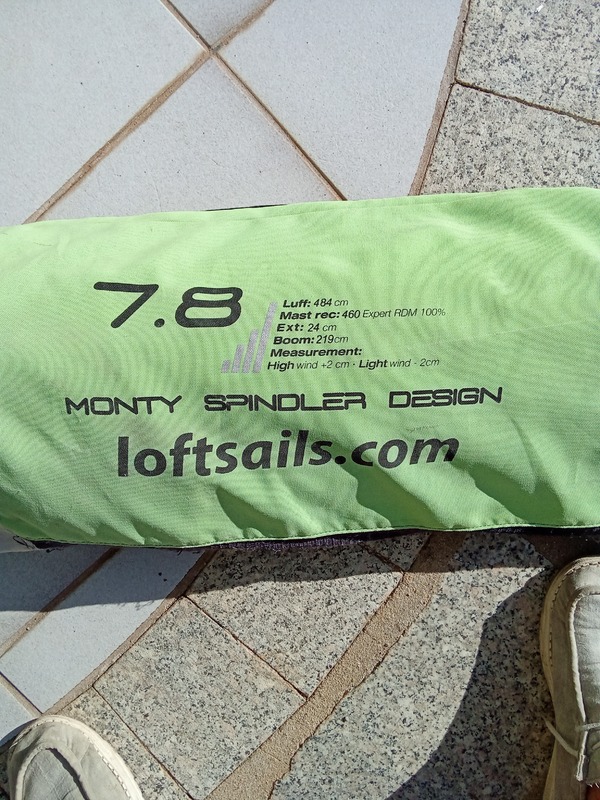 7.8
Luff: 484 cm
Mast rec: 460 Expert RDM 100%
Ext: 24 cm
Boom: 219cm
Measurement:
High wind +2 cm - Light wind - 2cm
MONTY SPINDLER DESIGN
loftsails.com